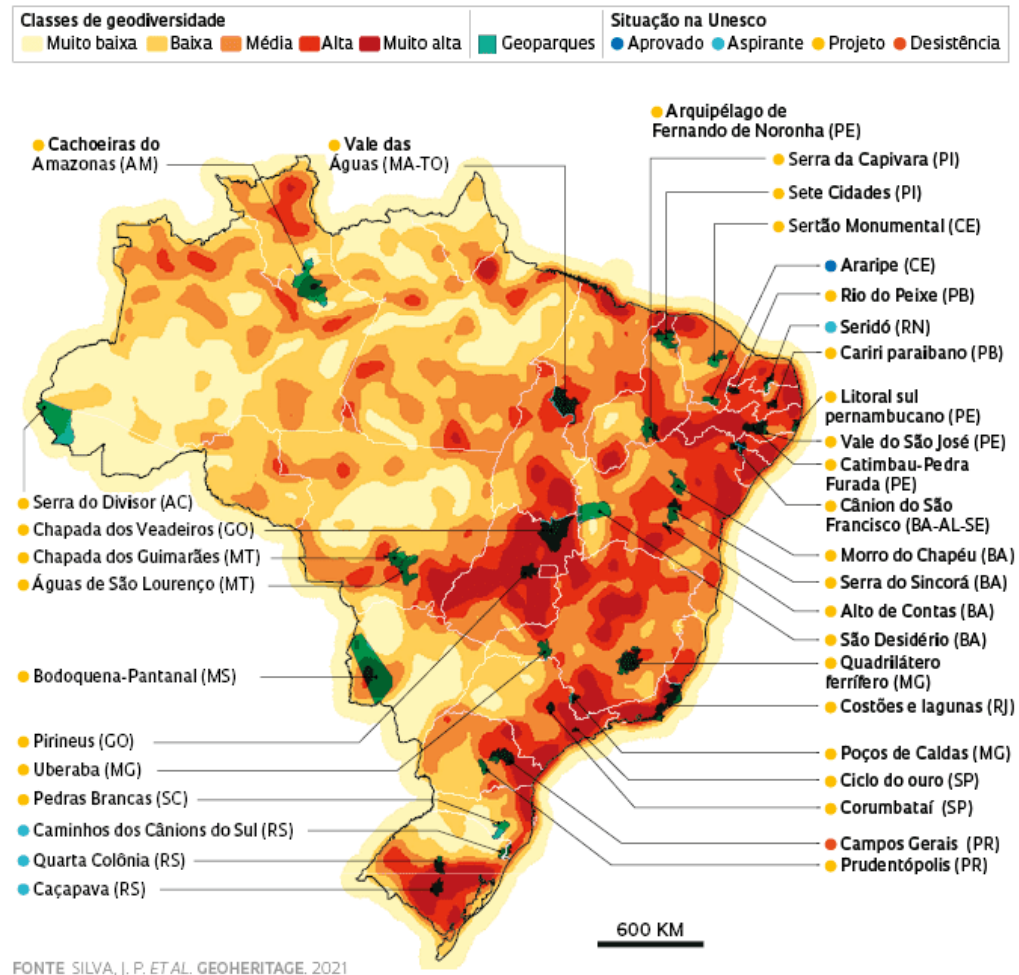 Classes de geodiversidade
Muito baixa Baixa Média Alta Muito alta Geoparques
Situação na Unesco
Aprovado Aspirante Projeto Desistência
Cachoeiras do
Amazonas (AM)
Vale das
Águas (MA-TO)
Arquipélago de
Fernando de Noronha (PE)
Serra da Capivara (PI)
Sete Cidades (PI)
Sertão Monumental (CE)
Araripe (CE)
Rio do Peixe (PB)
Seridó (RN)
Cariri paraibano (PB)
Litoral sul
pernambucano (PE)
Vale do São José (PE)
Catimbau-Pedra
Furada (PE)
Cânion do São
Francisco (BA-AL-SE)
Morro do Chapéu (BA)
Serra do Sincorá (BA)
Alto de Contas (BA)
São Desidério (BA)
Quadrilátero
ferrífero (MG)
Costões e lagunas (RJ)
Poços de Caldas (MG)
Ciclo do ouro (SP)
Corumbataí (SP)
Campos Gerais (PR)
Prudentópolis (PR)
Serra do Divisor (AC)
Chapada dos Veadeiros (GO)
Chapada dos Guimarães (MT)
Águas de São Lourenço (MT)
Bodoquena-Pantanal (MS)
Pirineus (GO)
Uberaba (MG)
Pedras Brancas (SC)
Caminhos dos Cânions do Sul (RS)
Quarta Colônia (RS)
Caçapava (RS)
600 KM
FONTE SILVA, J. P. ET AL. GEOHERITAGE. 2021